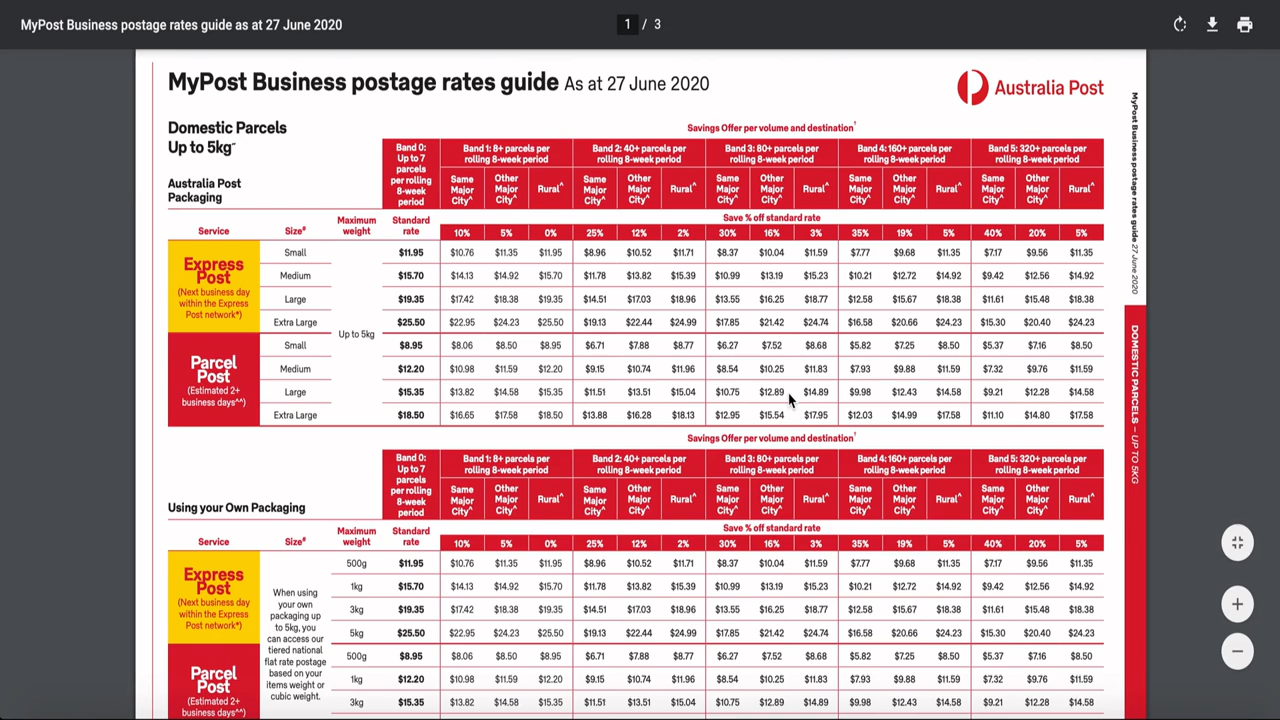 MyPost Business postage rates guide as at 27 June 2020
1 / 3
MyPost Business postage rates guide As at 27 June 2020
Australia Post
Domestic Parcels
Up to 5kg~
Australia Post
Packaging
Savings Offer per volume and destination†
Band 0: Up to 7 parcels per rolling 8-week period
Band 1: 8+ parcels per rolling 8-week period
Band 2: 40+ parcels per rolling 8-week period
Band 3: 80+ parcels per rolling 8-week period
Band 4: 160+ parcels per rolling 8-week period
Band 5: 320+ parcels per rolling 8-week period
Same Major City^ Other Major City^ Rural^ Same Major City^ Other Major City^ Rural^ Same Major City^ Other Major City^ Rural^ Same Major City^ Other Major City^ Rural^ Same Major City^ Other Major City^ Rural^
Service Size# Maximum weight Standard rate Save % off standard rate
10% 5% 0% 25% 12% 2% 30% 16% 3% 35% 19% 5% 40% 20% 5%
Express
Post
(Next business day
within the Express
Post network*)
Up to 5kg
Small $11.95 $10.76 $11.35 $11.95 $8.96 $10.52 $11.71 $8.37 $10.04 $11.59 $7.77 $9.68 $11.35 $7.17 $9.56 $11.35
Medium $15.70 $14.13 $14.92 $15.70 $11.78 $13.82 $15.39 $10.99 $13.19 $15.23 $10.21 $12.72 $14.92 $9.42 $12.56 $14.92
Large $19.35 $17.42 $18.38 $19.35 $14.51 $17.03 $18.96 $13.55 $16.25 $18.77 $12.58 $15.67 $18.38 $11.61 $15.48 $18.38
Extra Large $25.50 $22.95 $24.23 $25.50 $19.13 $22.44 $24.99 $17.85 $21.42 $24.74 $16.58 $20.66 $24.23 $15.30 $20.40 $24.23
Parcel
Post
(Estimated 2+
business days^^)
Small $8.95 $8.06 $8.50 $8.95 $6.71 $7.88 $8.77 $6.27 $7.52 $8.68 $5.82 $7.25 $8.50 $5.37 $7.16 $8.50
Medium $12.20 $10.98 $11.59 $12.20 $9.15 $10.74 $11.96 $8.54 $10.25 $11.83 $7.93 $9.88 $11.59 $7.32 $9.76 $11.59
Large $15.35 $13.82 $14.58 $15.35 $11.51 $13.51 $15.04 $10.75 $12.89 $14.89 $9.98 $12.43 $14.58 $9.21 $12.28 $14.58
Extra Large $18.50 $16.65 $17.58 $18.50 $13.88 $16.28 $18.13 $12.95 $15.54 $17.95 $12.03 $14.99 $17.58 $11.10 $14.80 $17.58
Savings Offer per volume and destination†
Using your Own Packaging
Band 0: Up to 7 parcels per rolling 8-week period
Band 1: 8+ parcels per rolling 8-week period
Band 2: 40+ parcels per rolling 8-week period
Band 3: 80+ parcels per rolling 8-week period
Band 4: 160+ parcels per rolling 8-week period
Band 5: 320+ parcels per rolling 8-week period
Same Major City^ Other Major City^ Rural^ Same Major City^ Other Major City^ Rural^ Same Major City^ Other Major City^ Rural^ Same Major City^ Other Major City^ Rural^ Same Major City^ Other Major City^ Rural^
Service Size# Maximum weight Standard rate Save % off standard rate
10% 5% 0% 25% 12% 2% 30% 16% 3% 35% 19% 5% 40% 20% 5%
Express
Post
(Next business day
within the Express
Post network*)
When using
your own
packaging up
to 5kg, you
can access our
tiered national
flat rate postage
based on your
items weight or
cubic weight.
500g $11.95 $10.76 $11.35 $11.95 $8.96 $10.52 $11.71 $8.37 $10.04 $11.59 $7.77 $9.68 $11.35 $7.17 $9.56 $11.35
1kg $15.70 $14.13 $14.92 $15.70 $11.78 $13.82 $15.39 $10.99 $13.19 $15.23 $10.21 $12.72 $14.92 $9.42 $12.56 $14.92
3kg $19.35 $17.42 $18.38 $19.35 $14.51 $17.03 $18.96 $13.55 $16.25 $18.77 $12.58 $15.67 $18.38 $11.61 $15.48 $18.38
5kg $25.50 $22.95 $24.23 $25.50 $19.13 $22.44 $24.99 $17.85 $21.42 $24.74 $16.58 $20.66 $24.23 $15.30 $20.40 $24.23
Parcel
Post
(Estimated 2+
business days^^)
500g $8.95 $8.06 $8.50 $8.95 $6.71 $7.88 $8.77 $6.27 $7.52 $8.68 $5.82 $7.25 $8.50 $5.37 $7.16 $8.50
1kg $12.20 $10.98 $11.59 $12.20 $9.15 $10.74 $11.96 $8.54 $10.25 $11.83 $7.93 $9.88 $11.59 $7.32 $9.76 $11.59
3kg $15.35 $13.82 $14.58 $15.35 $11.51 $13.51 $15.04 $10.75 $12.89 $14.89 $9.98 $12.43 $14.58 $9.21 $12.28 $14.58
MyPost Business postage rates guide 27 June 2020
DOMESTIC PARCELS – UP TO 5KG